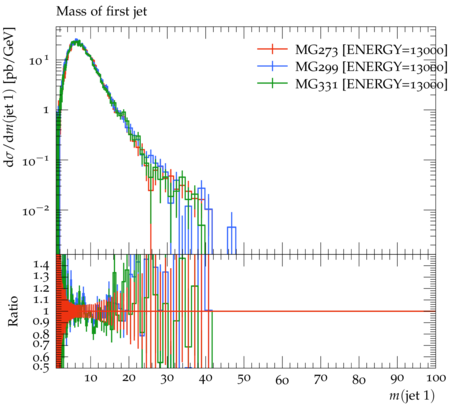 Mass of first jet
dσ/dm(jet 1) [pb/GeV]
MG273 [ENERGY=13000]
MG299 [ENERGY=13000]
MG331 [ENERGY=13000]
10¹
1
10⁻¹
10⁻²
Ratio
1.4
1.3
1.2
1.1
1
0.9
0.8
0.7
0.6
0.5
10 20 30 40 50 60 70 80 90 100
m(jet 1)